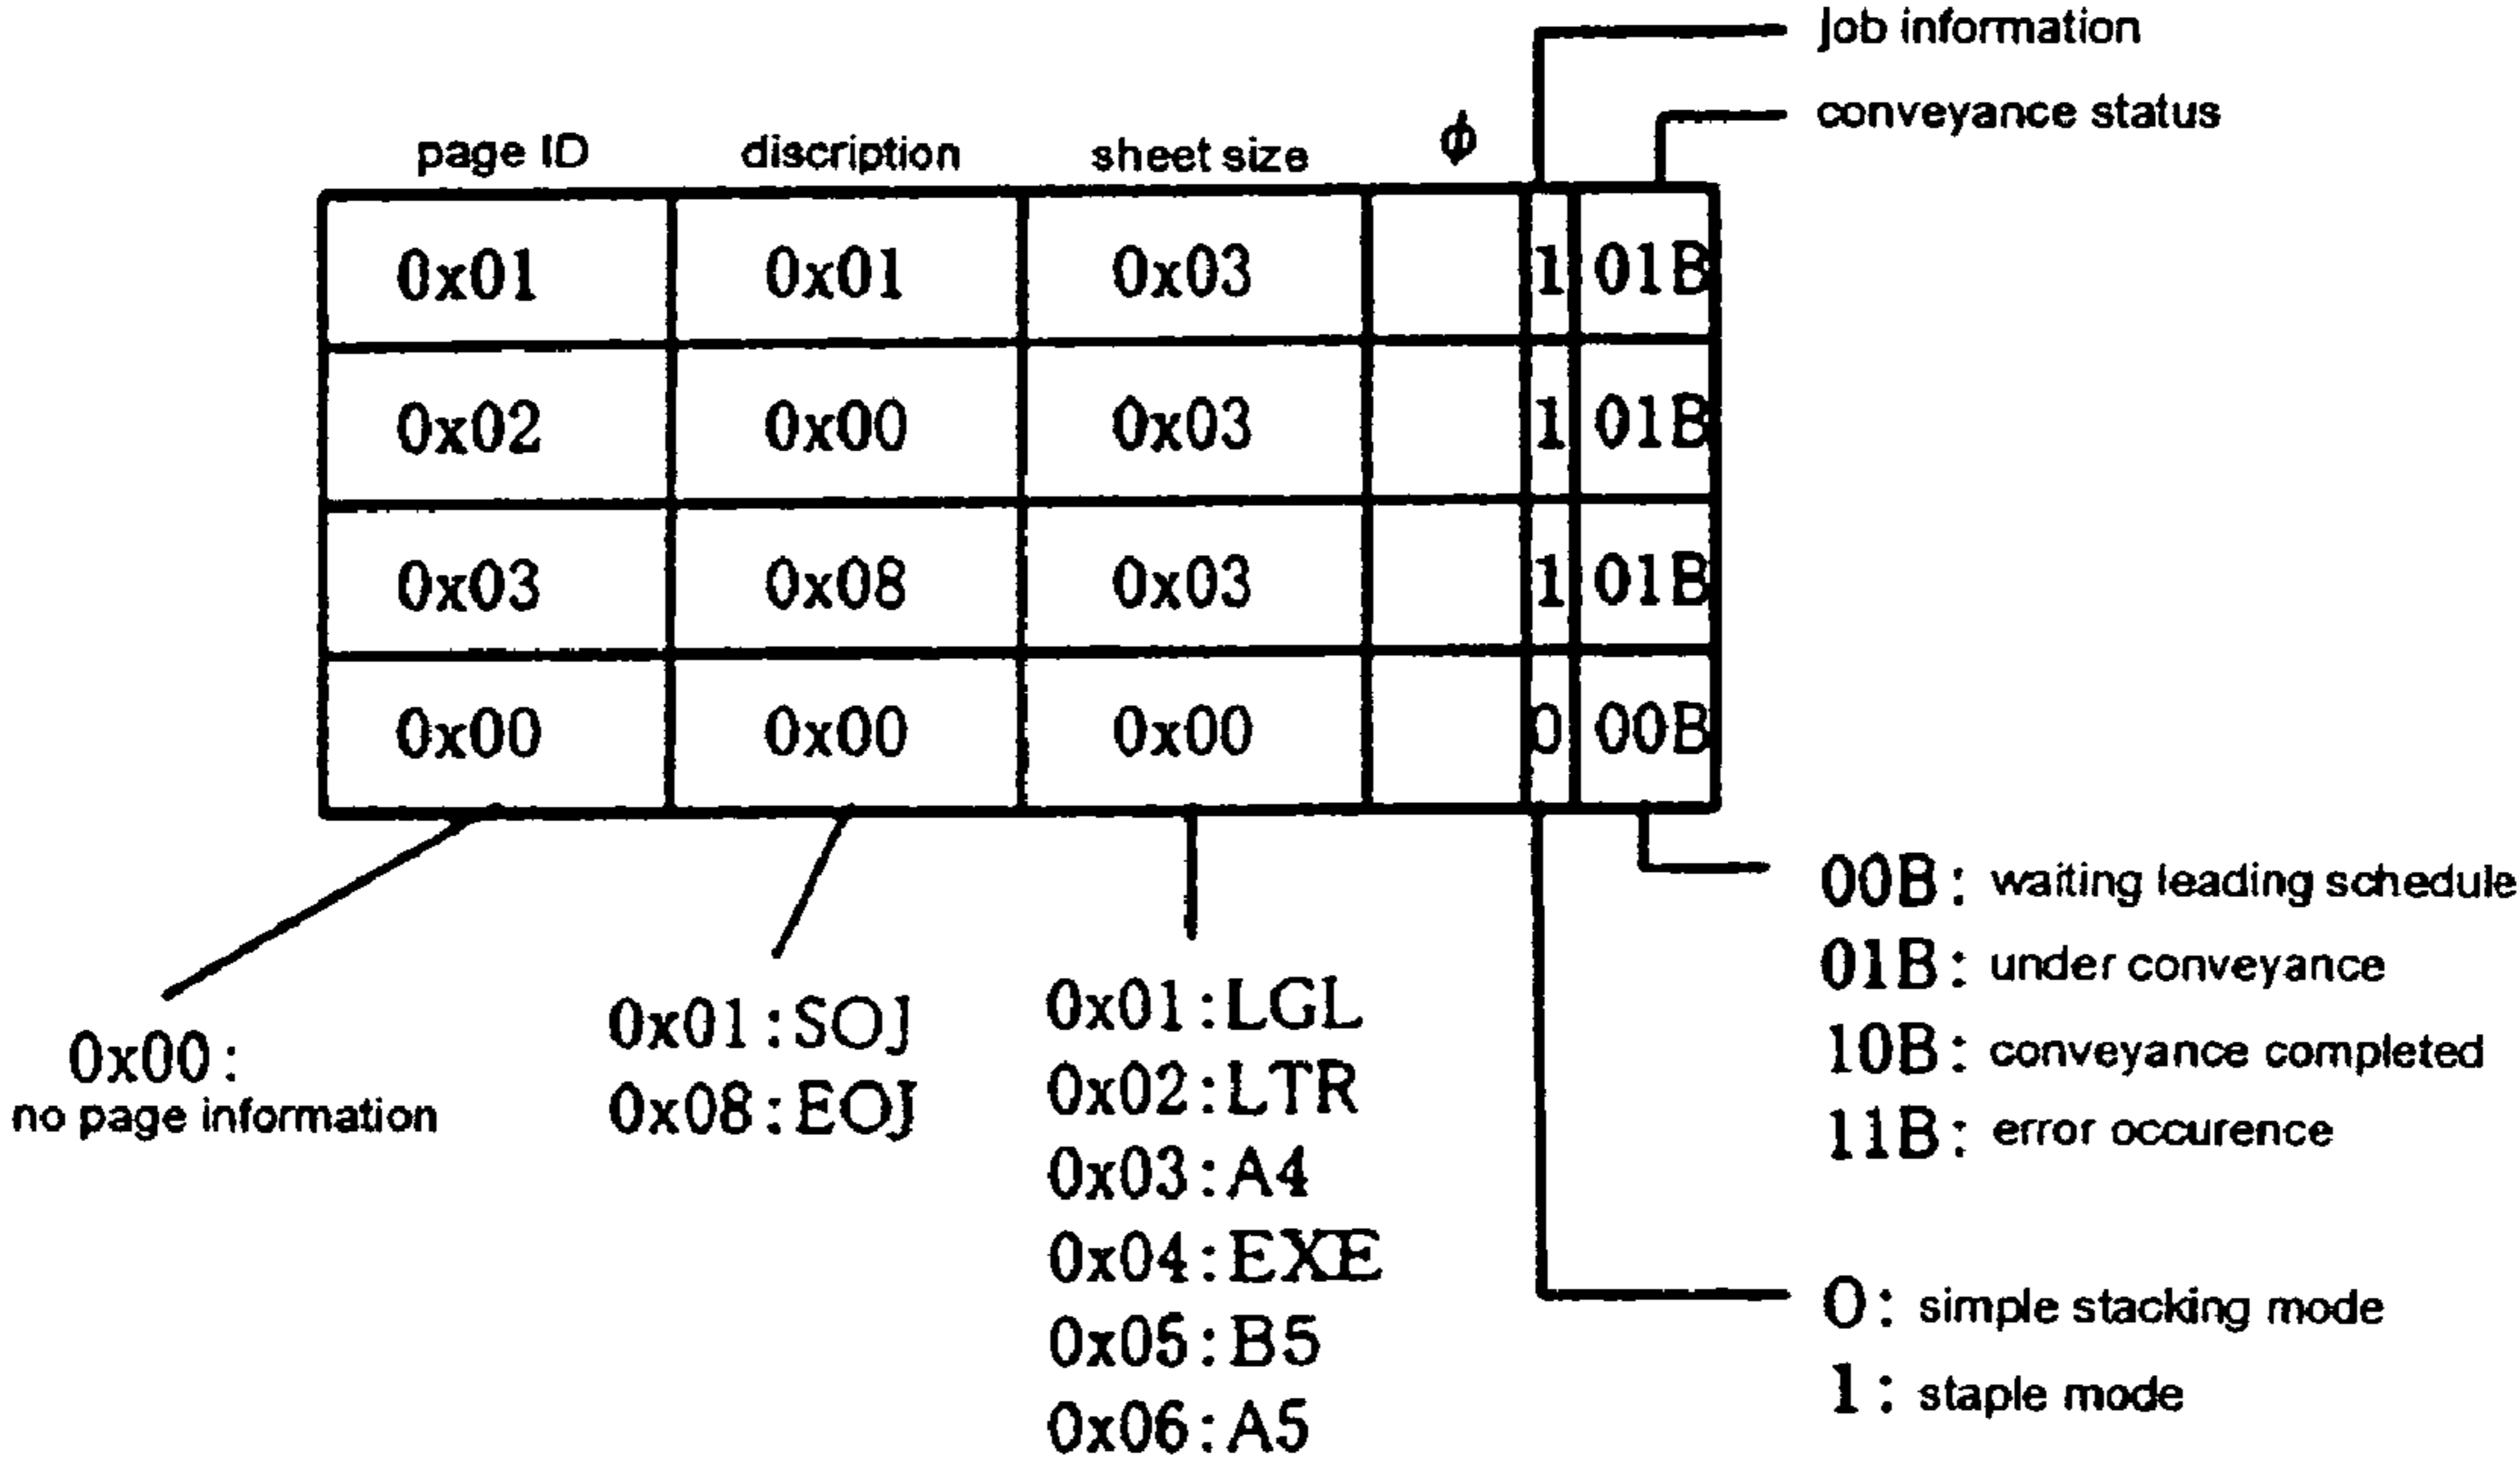 job information
conveyance status
page ID discription sheet size φ
0x01 0x01 0x03 1 01B
0x02 0x00 0x03 1 01B
0x03 0x08 0x03 1 01B
0x00 0x00 0x00 0 00B
00B: waiting leading schedule
01B: under conveyance
10B: conveyance completed
11B: error occurence
0x00:
no page information
0x01:SOJ
0x08:EOJ
0x01:LGL
0x02:LTR
0x03:A4
0x04:EXE
0x05:B5
0x06:A5
0: simple stacking mode
1: staple mode